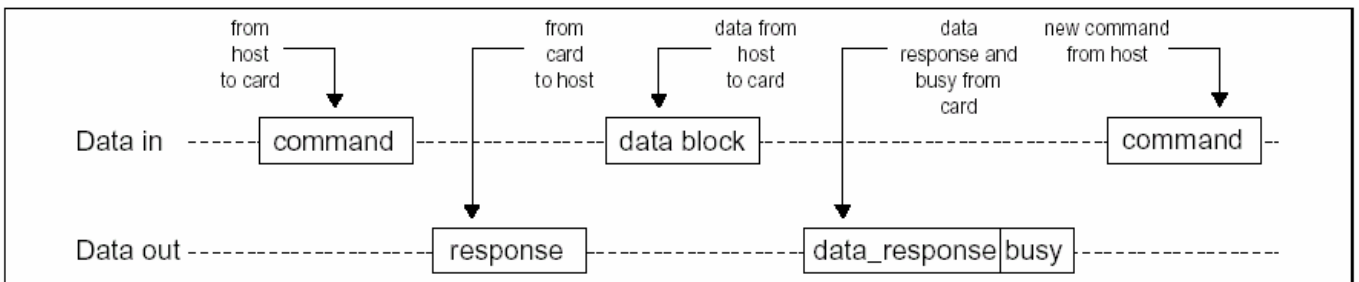 from
host
to card
from
card
to host
data from
host
to card
data
response and
busy from
card
new command
from host
Data in
command
data block
command
Data out
response
data_response
busy